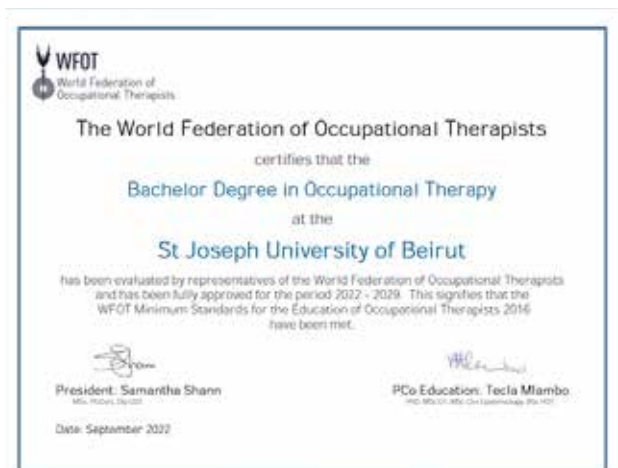 WFOT
World Federation of
Occupational Therapists
The World Federation of Occupational Therapists
certifies that the
Bachelor Degree in Occupational Therapy
at the
St Joseph University of Beirut
has been evaluated by representatives of the World Federation of Occupational Therapists
and has been fully approved for the period 2022 - 2029. This signifies that the
WFOT Minimum Standards for the Education of Occupational Therapists 2016
have been met.
President: Samantha Shann
PCo Education: Tecla Mlambo
Date: September 2022